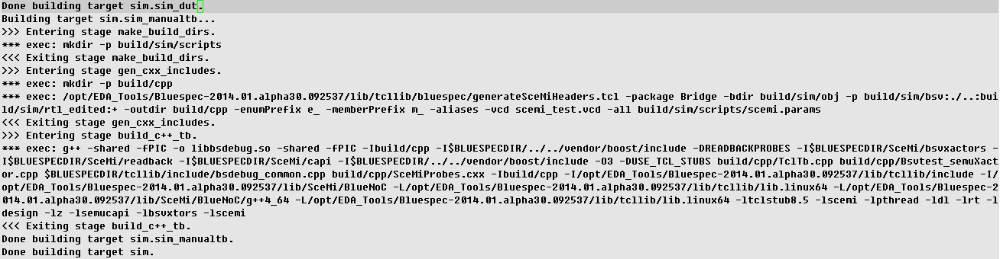 Done building target sim.sim_dut.
Building target sim.sim_manualtb...
>>> Entering stage make_build_dirs.
*** exec: mkdir -p build/sim/scripts
<<< Exiting stage make_build_dirs.
>>> Entering stage gen_cxx_includes.
*** exec: mkdir -p build/cpp
*** exec: /opt/EDA_Tools/Bluespec-2014.01.alpha30.092537/lib/tcllib/bluespec/generateSceMiHeaders.tcl -package Bridge -bdir build/sim/obj -p build/sim/bsv:./..:bui
ld/sim/rtl_edited:+ -outdir build/cpp -enumPrefix e_ -memberPrefix m_ -aliases -vcd scemi_test.vcd -all build/sim/scripts/scemi.params
<<< Exiting stage gen_cxx_includes.
>>> Entering stage build_c++_tb.
*** exec: g++ -shared -fPIC -o libbsdebug.so -shared -fPIC -Ibuild/cpp -I$BLUESPECDIR/../../vendor/boost/include -DREADBACKPROBES -I$BLUESPECDIR/SceMi/bsvxactors -
I$BLUESPECDIR/SceMi/readback -I$BLUESPECDIR/SceMi/capi -I$BLUESPECDIR/../../vendor/boost/include -O3 -DUSE_TCL_STUBS build/cpp/TclTb.cpp build/cpp/Bsvtest_semuXact
or.cpp $BLUESPECDIR/tcllib/include/bsdebug_common.cpp build/cpp/SceMiProbes.cxx -Ibuild/cpp -I/opt/EDA_Tools/Bluespec-2014.01.alpha30.092537/lib/tcllib/include -I/
opt/EDA_Tools/Bluespec-2014.01.alpha30.092537/lib/SceMi/BlueNoC -L/opt/EDA_Tools/Bluespec-2014.01.alpha30.092537/lib/tcllib/lib.linux64 -L/opt/EDA_Tools/Bluespec-2
014.01.alpha30.092537/lib/SceMi/BlueNoC/g++4_64 -L/opt/EDA_Tools/Bluespec-2014.01.alpha30.092537/lib/tcllib/lib.linux64 -ltclstub8.5 -lscemi -lpthread -ldl -lrt -l
design -lz -lsemucapi -lbsvxtors -lscemi
<<< Exiting stage build_c++_tb.
Done building target sim.sim_manualtb.
Done building target sim.